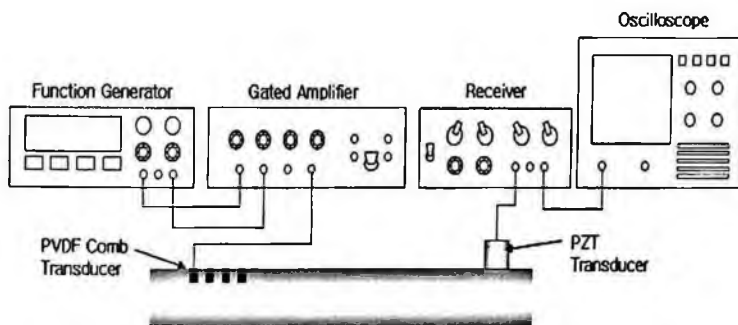 Oscilloscope
Function Generator
Gated Amplifier
Receiver
PVDF Comb
Transducer
PZT
Transducer